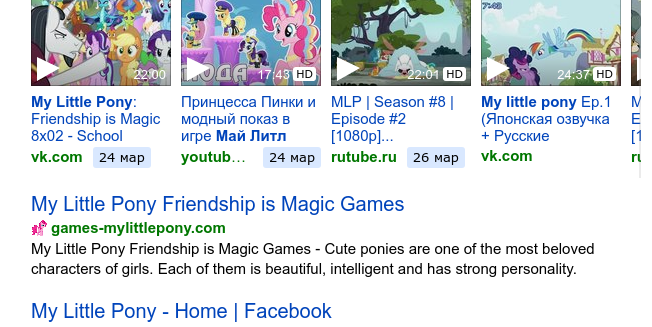 22:00
17:43 HD
МОДА
22:01 HD
7:48
24:37 HD
My Little Pony:
Friendship is Magic
8x02 - School
vk.com 24 мар
Принцесса Пинки и
модный показ в
игре Май Литл
youtub… 24 мар
MLP | Season #8 |
Episode #2
[1080p]...
rutube.ru 26 мар
My little pony Ep.1
(Японская озвучка
+ Русские
vk.com
My Little Pony Friendship is Magic Games
games-mylittlepony.com
My Little Pony Friendship is Magic Games - Cute ponies are one of the most beloved
characters of girls. Each of them is beautiful, intelligent and has strong personality.
My Little Pony - Home | Facebook